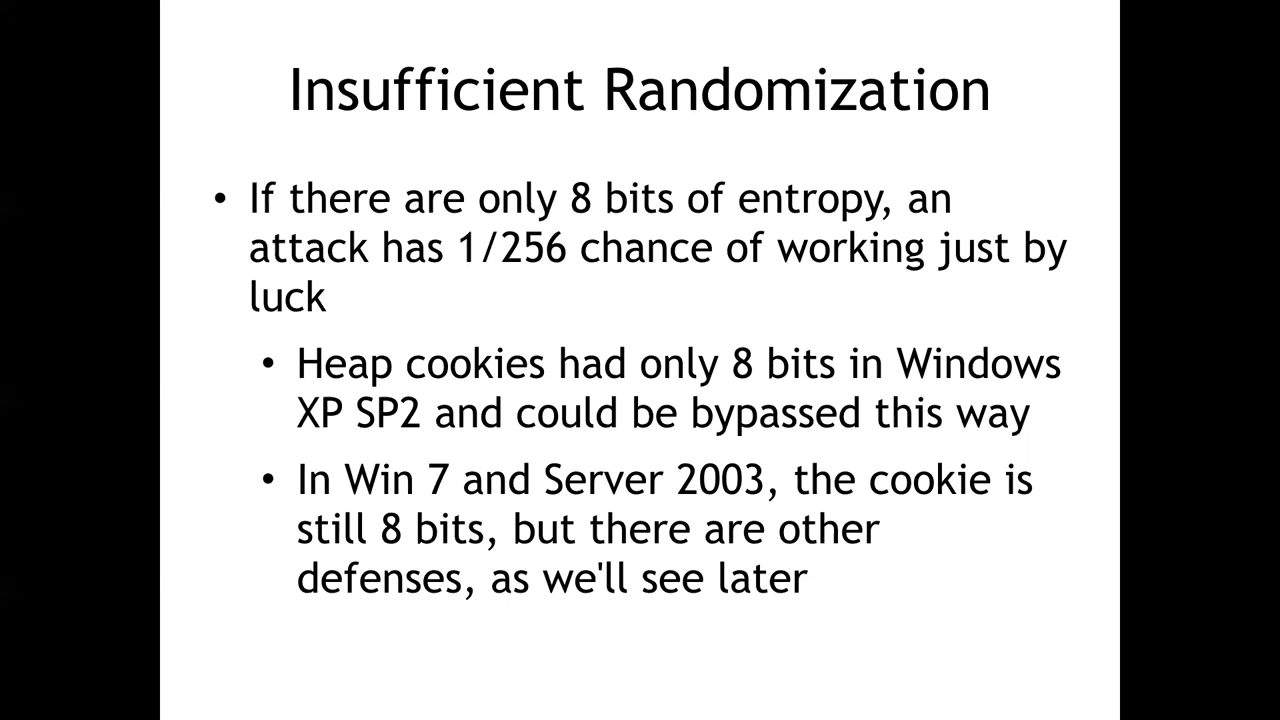 Insufficient Randomization
• If there are only 8 bits of entropy, an
attack has 1/256 chance of working just by
luck
• Heap cookies had only 8 bits in Windows
XP SP2 and could be bypassed this way
• In Win 7 and Server 2003, the cookie is
still 8 bits, but there are other
defenses, as we'll see later